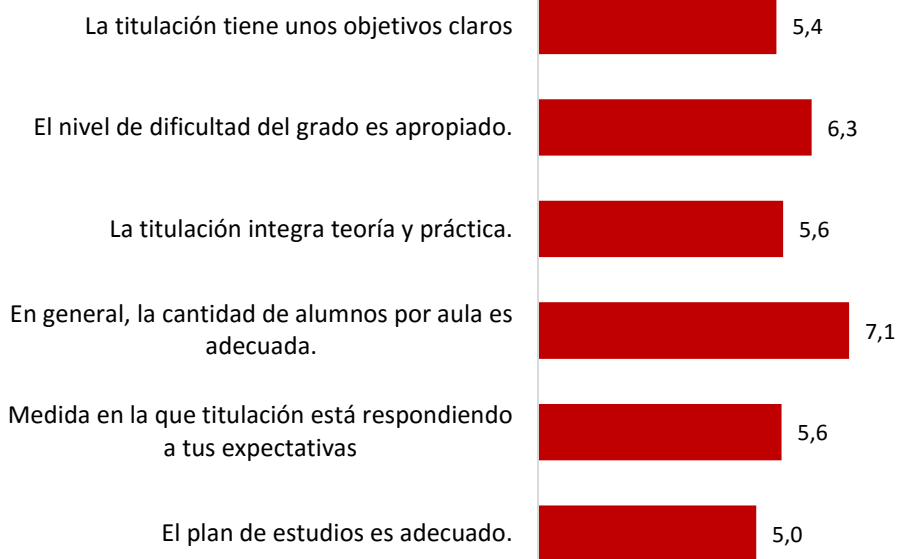 La titulación tiene unos objetivos claros
5,4
El nivel de dificultad del grado es apropiado.
6,3
La titulación integra teoría y práctica.
5,6
En general, la cantidad de alumnos por aula es
adecuada.
7,1
Medida en la que titulación está respondiendo
a tus expectativas
5,6
El plan de estudios es adecuado.
5,0